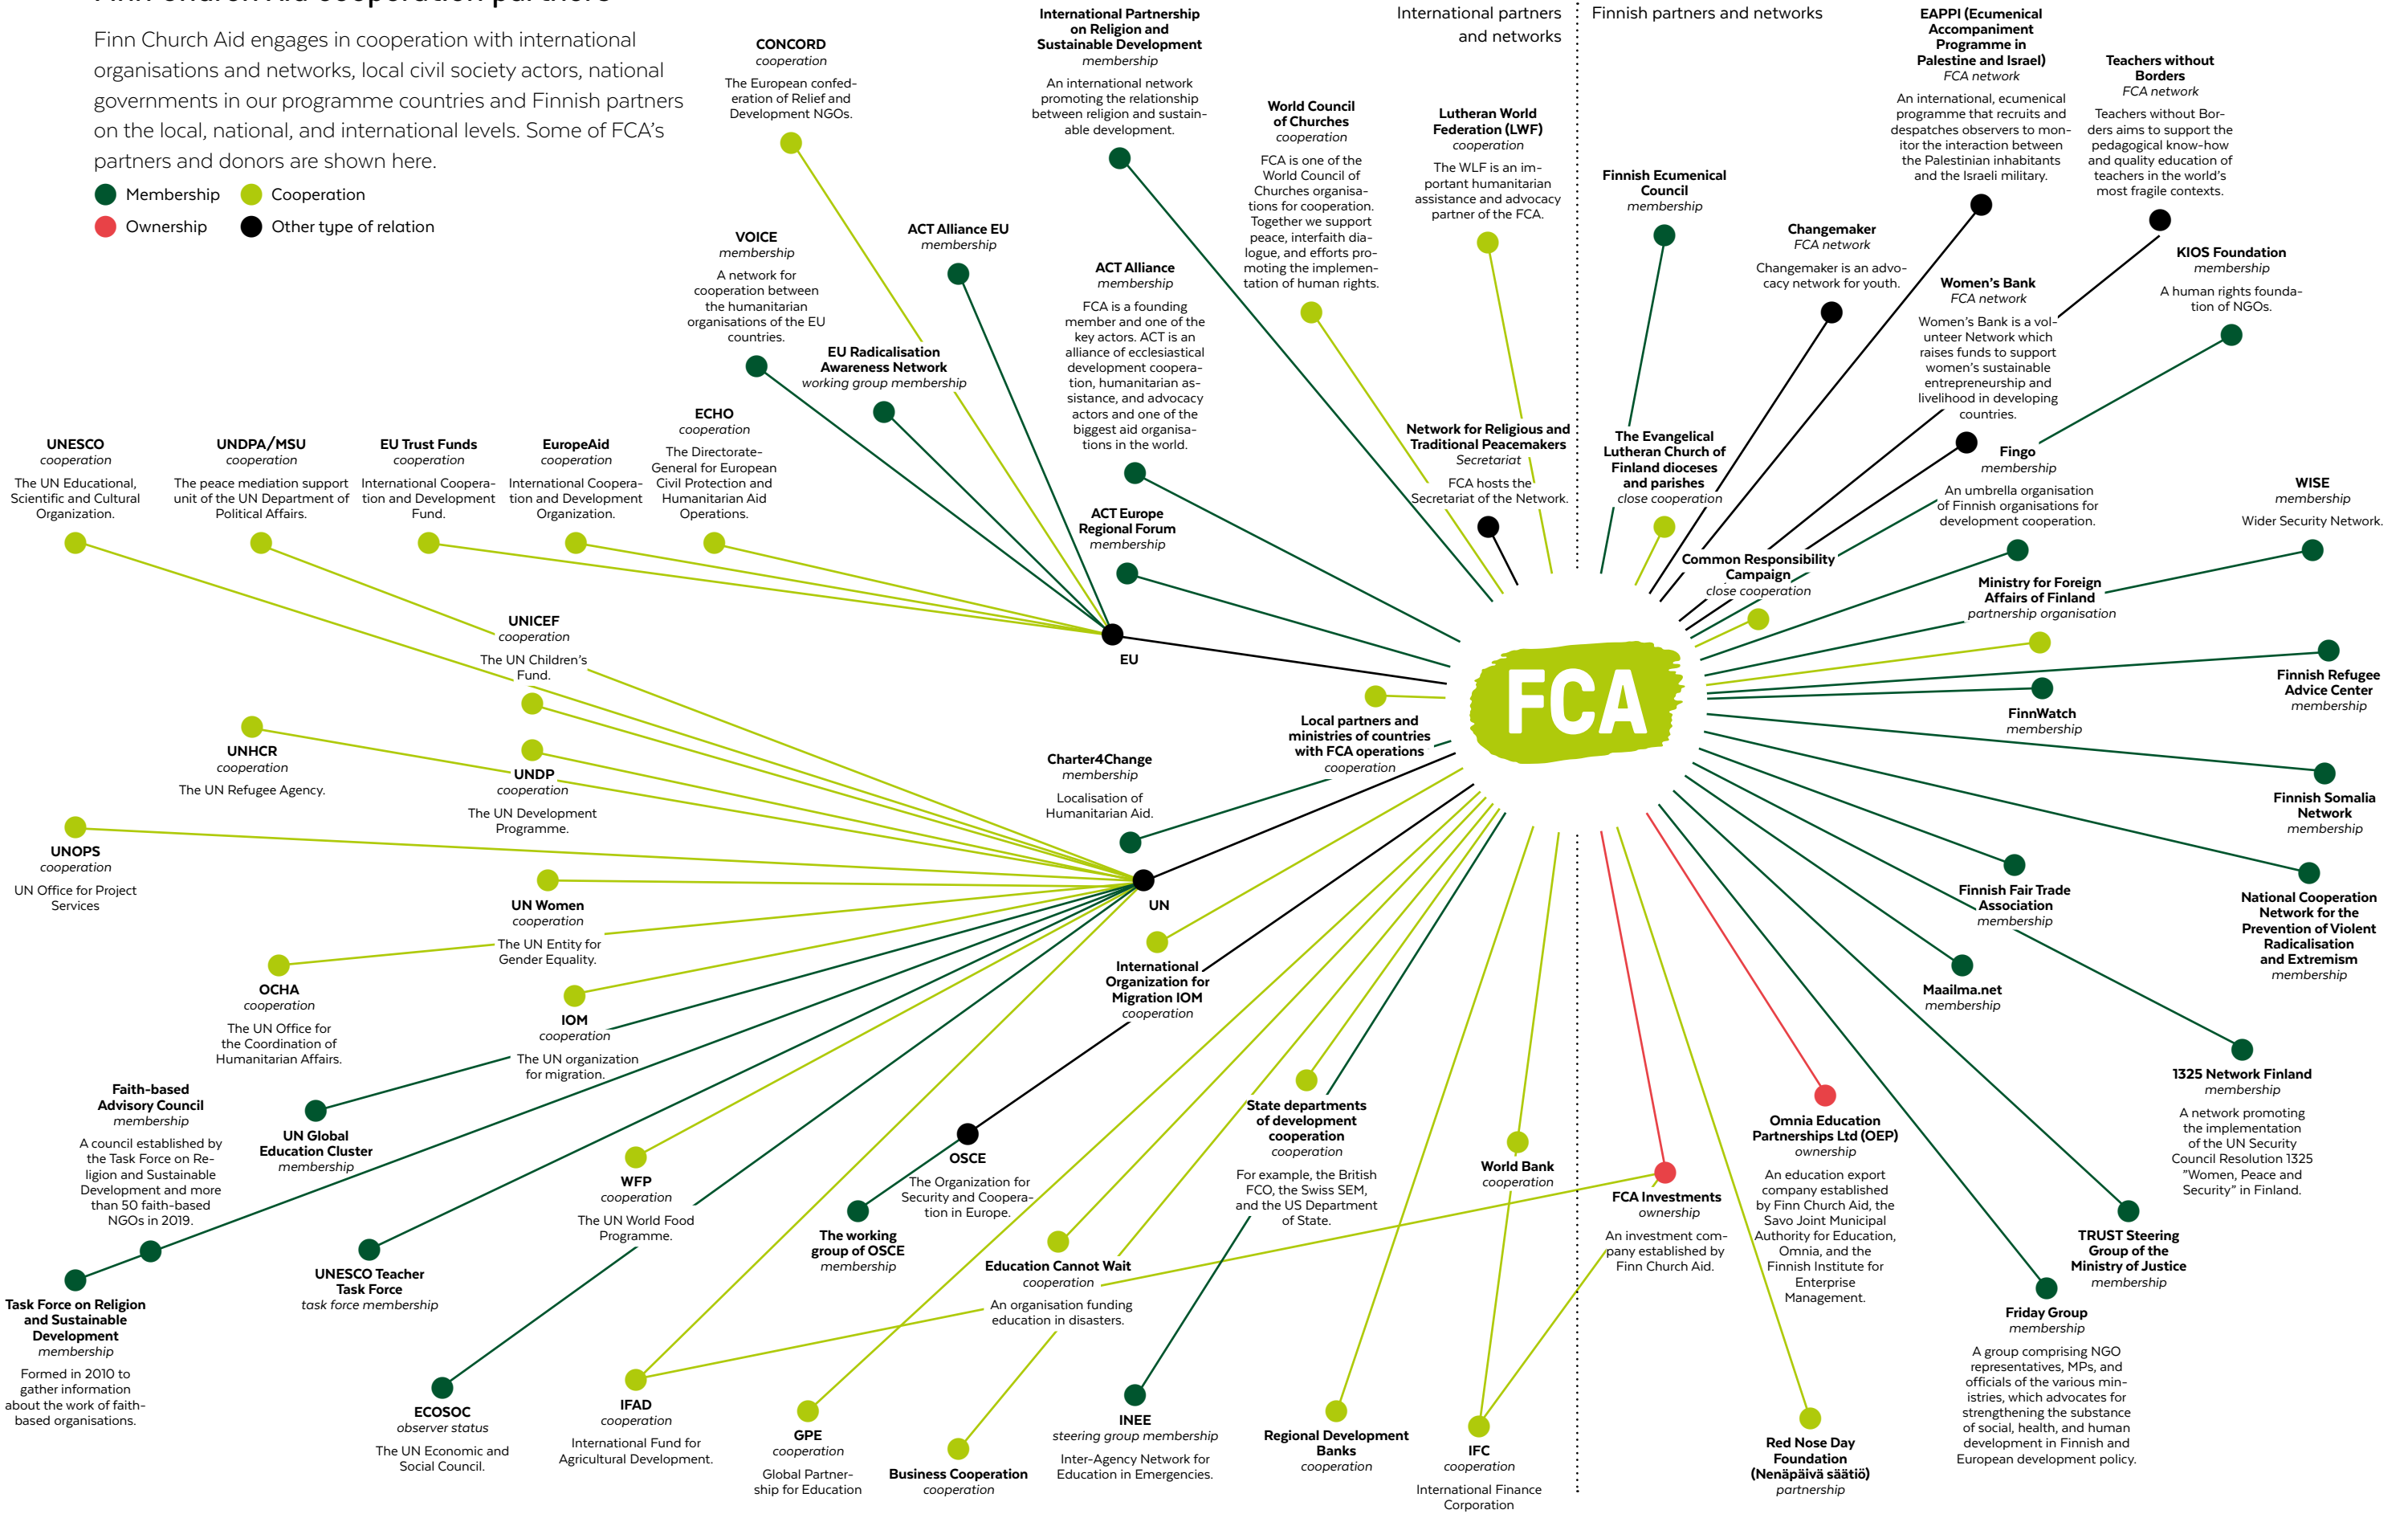 Finn Church Aid cooperation partners
Finn Church Aid engages in cooperation with international
organisations and networks, local civil society actors, national
governments in our programme countries and Finnish partners
on the local, national, and international levels. Some of FCA's
partners and donors are shown here.
Membership
Cooperation
Ownership
Other type of relation
International partners
and networks
Finnish partners and networks
CONCORD
cooperation
The European confed-
eration of Relief and
Development NGOs.
International Partnership
on Religion and
Sustainable Development
membership
An international network
promoting the relationship
between religion and sustain-
able development.
World Council
of Churches
cooperation
FCA is one of the
World Council of
Churches organisa-
tions for cooperation.
Together we support
peace, interfaith dia-
logue, and efforts pro-
moting the implemen-
tation of human rights.
Lutheran World
Federation (LWF)
cooperation
The WLF is an im-
portant humanitarian
assistance and advocacy
partner of the FCA.
Finnish Ecumenical
Council
membership
EAPPI (Ecumenical
Accompaniment
Programme in
Palestine and Israel)
FCA network
An international, ecumenical
programme that recruits and
despatches observers to mon-
itor the interaction between
the Palestinian inhabitants
and the Israeli military.
Teachers without
Borders
FCA network
Teachers without Bor-
ders aims to support the
pedagogical know-how
and quality education of
teachers in the world's
most fragile contexts.
Changemaker
FCA network
Changemaker is an advo-
cacy network for youth.
KIOS Foundation
membership
A human rights founda-
tion of NGOs.
Women's Bank
FCA network
Women's Bank is a vol-
unteer Network which
raises funds to support
women's sustainable
entrepreneurship and
livelihood in developing
countries.
VOICE
membership
A network for
cooperation between
the humanitarian
organisations of the EU
countries.
ACT Alliance EU
membership
ACT Alliance
membership
FCA is a founding
member and one of the
key actors. ACT is an
alliance of ecclesiastical
development coopera-
tion, humanitarian as-
sistance, and advocacy
actors and one of the
biggest aid organisa-
tions in the world.
EU Radicalisation
Awareness Network
working group membership
ECHO
cooperation
The Directorate-
General for European
Civil Protection and
Humanitarian Aid
Operations.
UNESCO
cooperation
The UN Educational,
Scientific and Cultural
Organization.
UNDPA/MSU
cooperation
The peace mediation support
unit of the UN Department of
Political Affairs.
EU Trust Funds
cooperation
International Coopera-
tion and Development
Fund.
EuropeAid
cooperation
International Coopera-
tion and Development
Organization.
ACT Europe
Regional Forum
membership
Network for Religious and
Traditional Peacemakers
Secretariat
FCA hosts the
Secretariat of the Network.
The Evangelical
Lutheran Church of
Finland dioceses
and parishes
close cooperation
Fingo
membership
An umbrella organisation
of Finnish organisations for
development cooperation.
WISE
membership
Wider Security Network.
Common Responsibility
Campaign
close cooperation
Ministry for Foreign
Affairs of Finland
partnership organisation
UNICEF
cooperation
The UN Children's
Fund.
EU
FCA
Finnish Refugee
Advice Center
membership
FinnWatch
membership
Local partners and
ministries of countries
with FCA operations
cooperation
UNHCR
cooperation
The UN Refugee Agency.
UNDP
cooperation
The UN Development
Programme.
Charter4Change
membership
Localisation of
Humanitarian Aid.
Finnish Somalia
Network
membership
UNOPS
cooperation
UN Office for Project
Services
UN Women
cooperation
The UN Entity for
Gender Equality.
UN
Finnish Fair Trade
Association
membership
National Cooperation
Network for the
Prevention of Violent
Radicalisation
and Extremism
membership
OCHA
cooperation
The UN Office for
the Coordination of
Humanitarian Affairs.
IOM
cooperation
The UN organization
for migration.
International
Organization for
Migration IOM
cooperation
Maailma.net
membership
1325 Network Finland
membership
A network promoting
the implementation
of the UN Security
Council Resolution 1325
"Women, Peace and
Security" in Finland.
Faith-based
Advisory Council
membership
A council established by
the Task Force on Re-
ligion and Sustainable
Development and more
than 50 faith-based
NGOs in 2019.
UN Global
Education Cluster
membership
WFP
cooperation
The UN World Food
Programme.
OSCE
The Organization for
Security and Coopera-
tion in Europe.
The working
group of OSCE
membership
State departments
of development
cooperation
cooperation
For example, the British
FCO, the Swiss SEM,
and the US Department
of State.
World Bank
cooperation
FCA Investments
ownership
An investment com-
pany established by
Finn Church Aid.
Omnia Education
Partnerships Ltd (OEP)
ownership
An education export
company established
by Finn Church Aid, the
Savo Joint Municipal
Authority for Education,
Omnia, and the
Finnish Institute for
Enterprise
Management.
TRUST Steering
Group of the
Ministry of Justice
membership
Task Force on Religion
and Sustainable
Development
membership
Formed in 2010 to
gather information
about the work of faith-
based organisations.
UNESCO Teacher
Task Force
task force membership
Education Cannot Wait
cooperation
An organisation funding
education in disasters.
Friday Group
membership
A group comprising NGO
representatives, MPs, and
officials of the various min-
istries, which advocates for
strengthening the substance
of social, health, and human
development in Finnish and
European development policy.
ECOSOC
observer status
The UN Economic and
Social Council.
IFAD
cooperation
International Fund for
Agricultural Development.
GPE
cooperation
Global Partner-
ship for Education
Business Cooperation
cooperation
INEE
steering group membership
Inter-Agency Network for
Education in Emergencies.
Regional Development
Banks
cooperation
IFC
cooperation
International Finance
Corporation
Red Nose Day
Foundation
(Nenäpäivä säätiö)
partnership